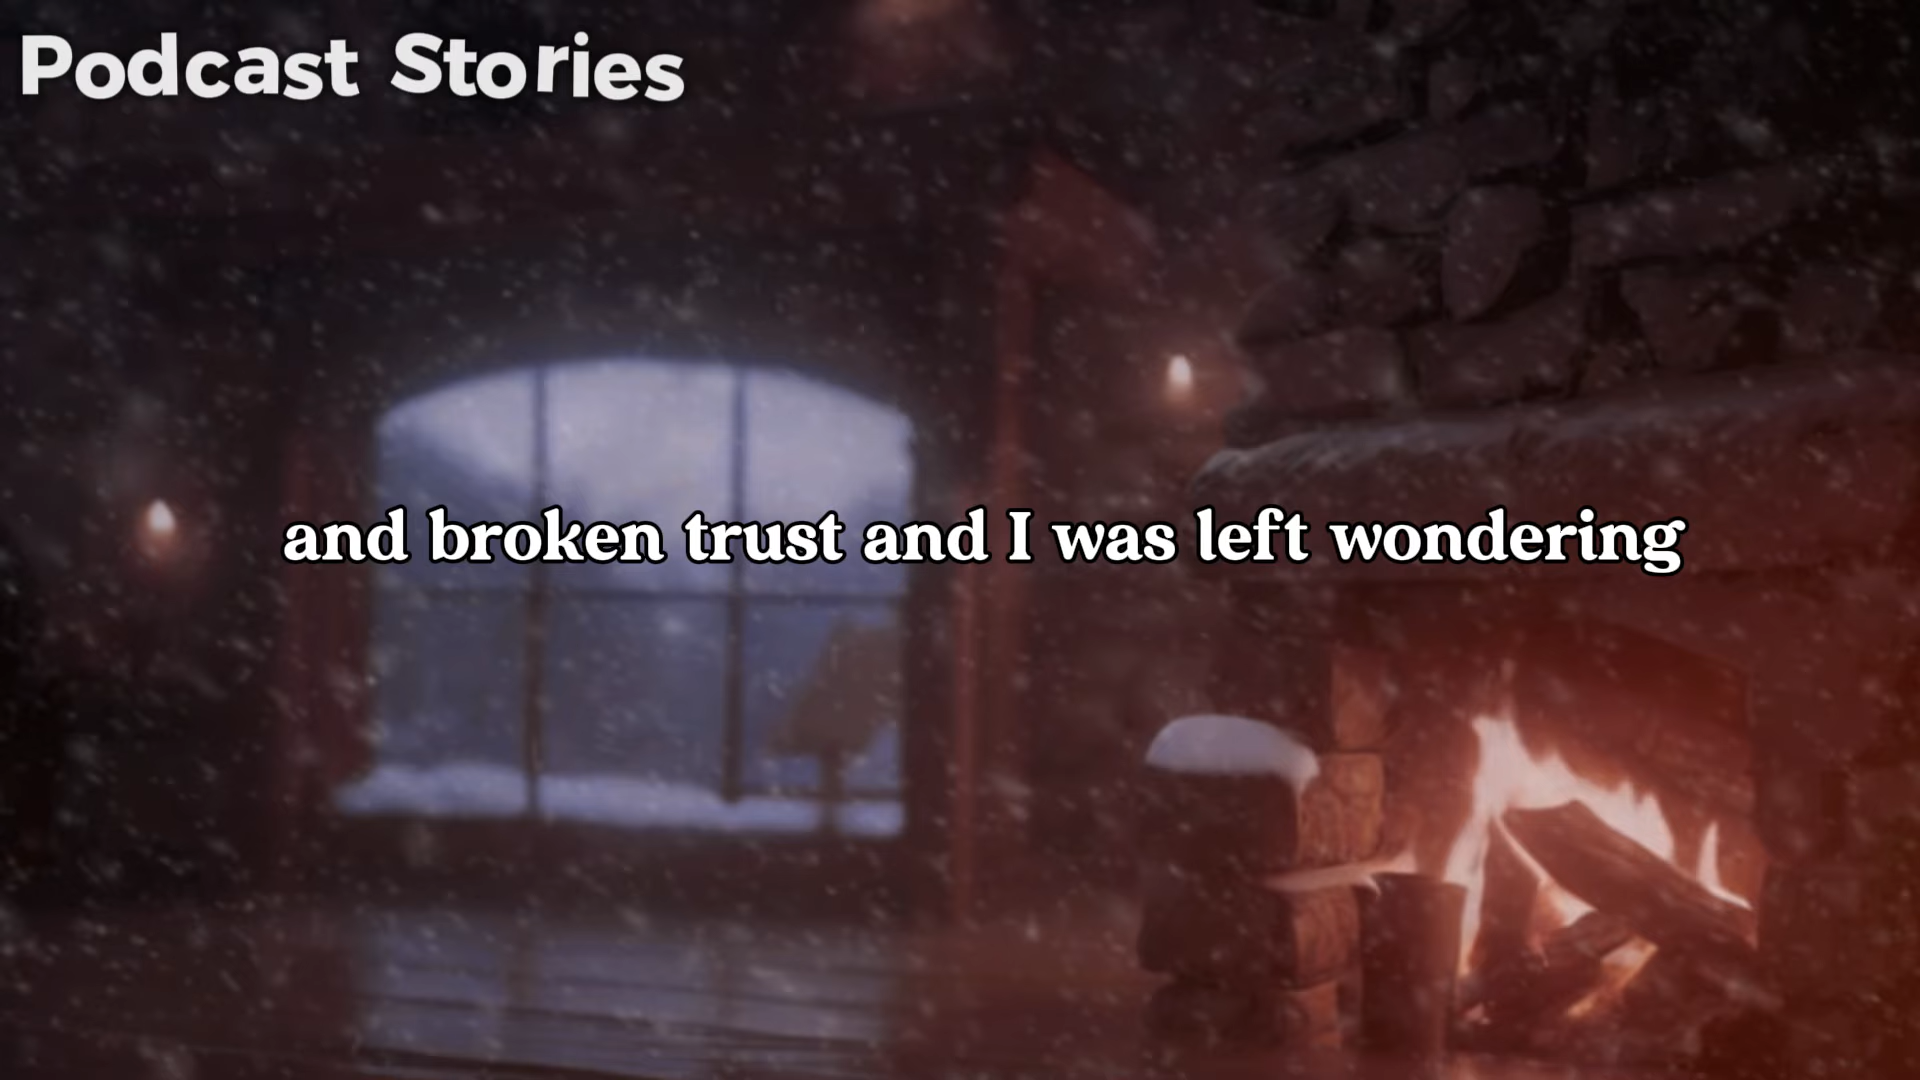 Podcast Stories
and broken trust and I was left wondering